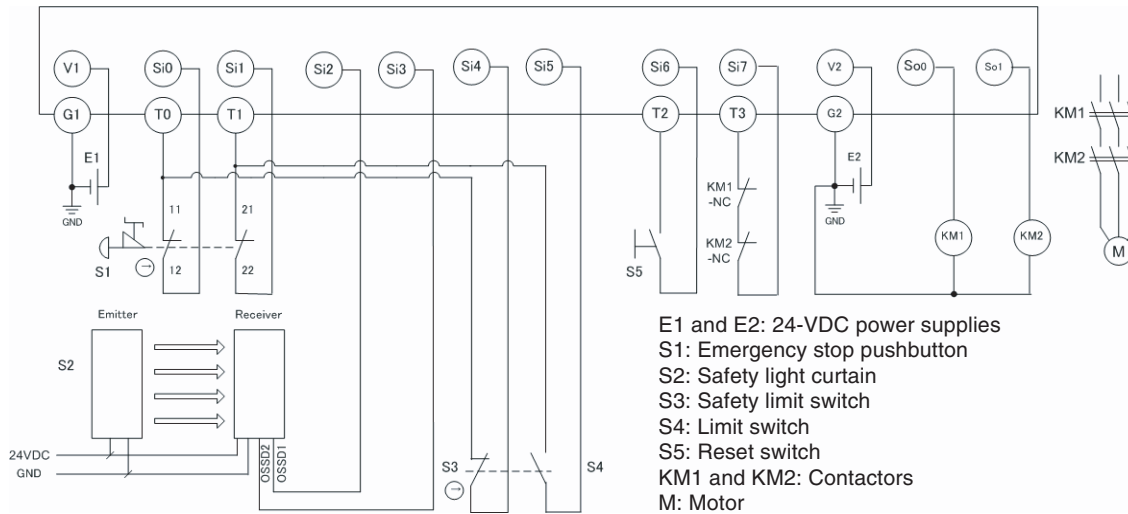 V1 Si0 Si1 Si2 Si3 Si4 Si5 Si6 Si7 V2 So0 So1
G1 T0 T1 T2 T3 G2
KM1
KM2
M
E1
GND
E2
GND
11 21
12 22
S1
KM1
-NC
KM2
-NC
S5
KM1 KM2
Emitter Receiver
S2
24VDC
GND
OSSD2
OSSD1
S3 S4
E1 and E2: 24-VDC power supplies
S1: Emergency stop pushbutton
S2: Safety light curtain
S3: Safety limit switch
S4: Limit switch
S5: Reset switch
KM1 and KM2: Contactors
M: Motor